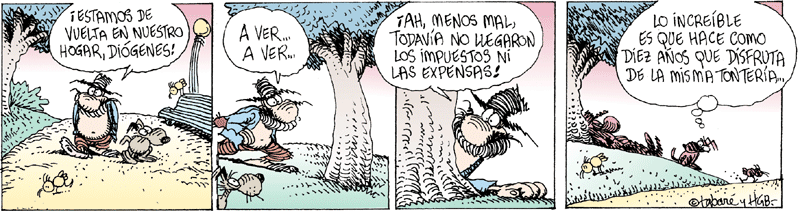 ¡ESTAMOS DE
VUELTA EN NUESTRO
HOGAR, DIÓGENES!
A VER...
A VER...
¡AH, MENOS MAL,
TODAVÍA NO LLEGARON
LOS IMPUESTOS NI
LAS EXPENSAS!
LO INCREÍBLE
ES QUE HACE COMO
DIEZ AÑOS QUE DISFRUTA
DE LA MISMA TONTERÍA...
© tabaré y HGB-